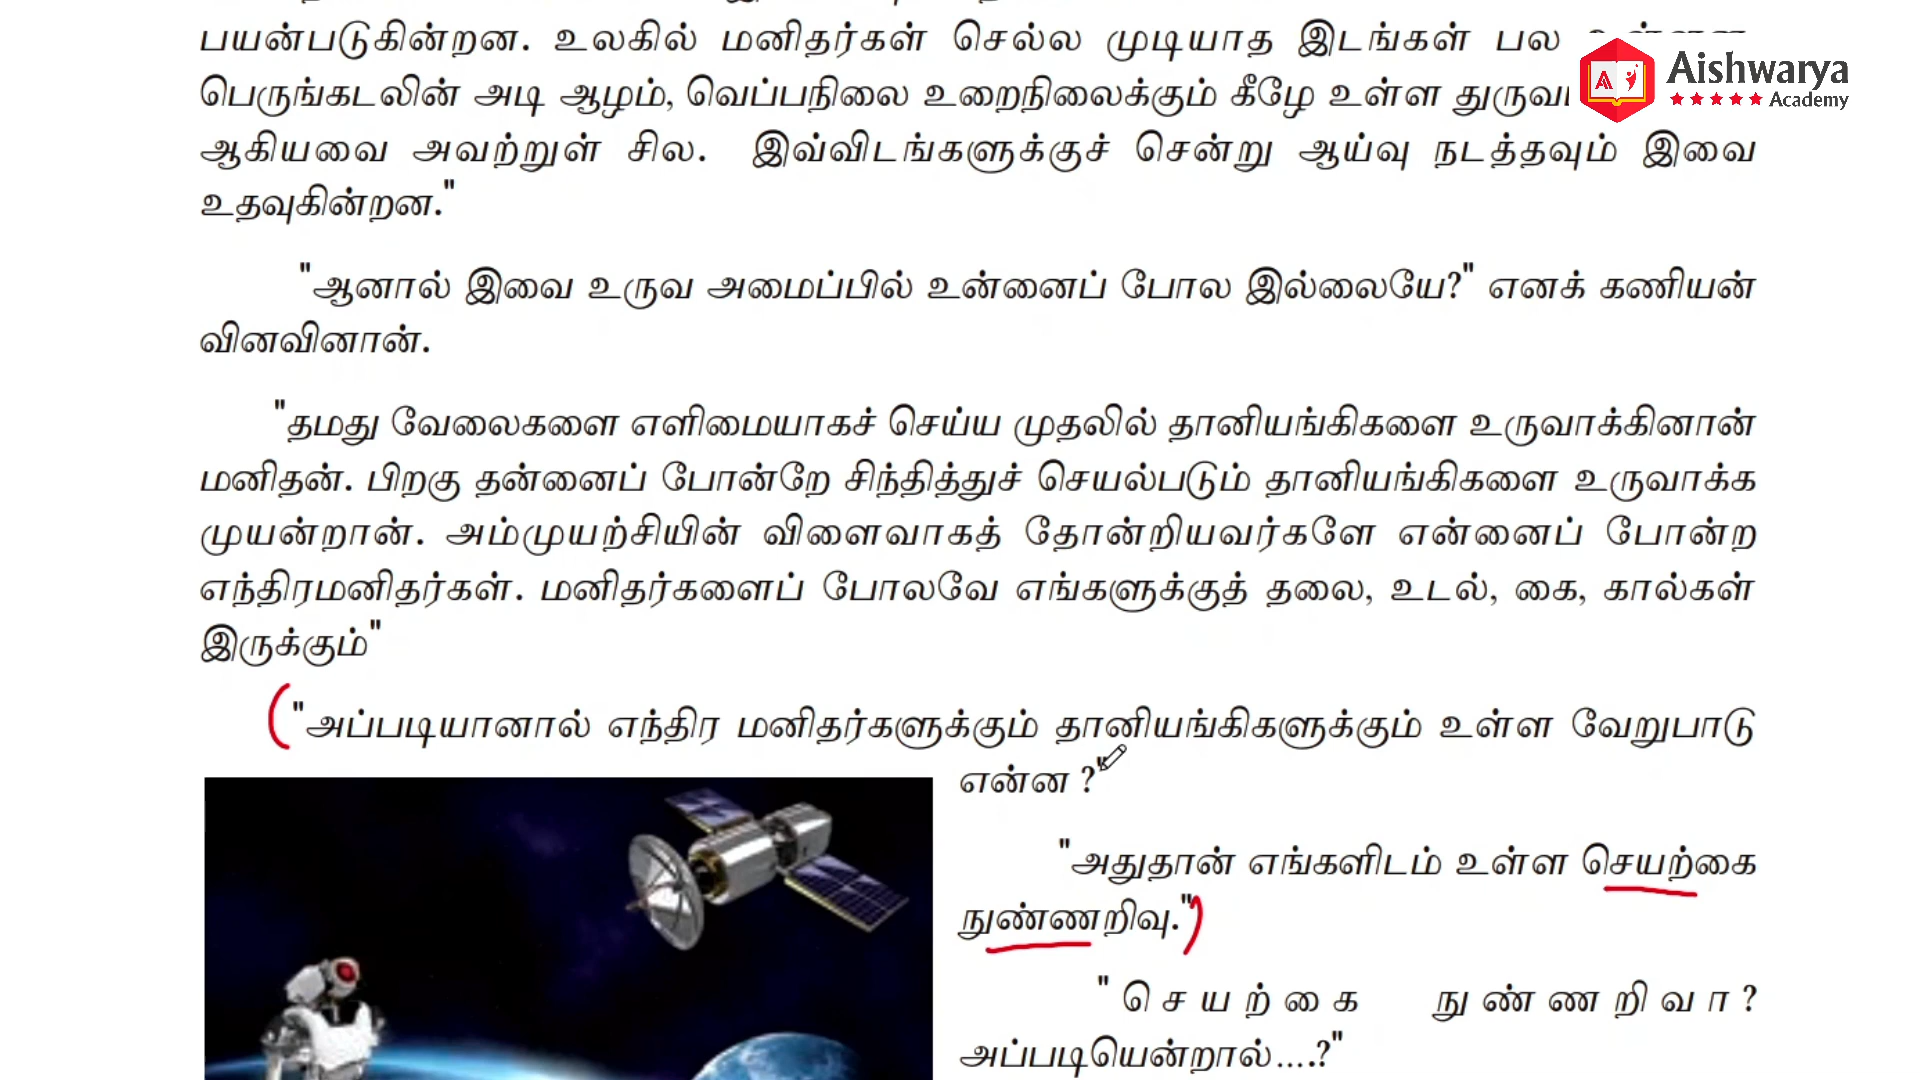 பயன்படுகின்றன. உலகில் மனிதர்கள் செல்ல முடியாத இடங்கள் பல
Aishwarya
Academy
பெருங்கடலின் அடி ஆழம், வெப்பநிலை உறைநிலைக்கும் கீழே உள்ள
ஆகியவை அவற்றுள் சில. இவ்விடங்களுக்குச் சென்று ஆய்வு நடத்தவும் இவை
உதவுகின்றன."
"ஆனால் இவை உருவ அமைப்பில் உன்னைப் போல இல்லையே?" எனக் கணியன்
வினவினான்.
"தமது வேலைகளை எளிமையாகச் செய்ய முதலில் தானியங்கிகளை உருவாக்கினான்
மனிதன். பிறகு தன்னைப் போன்றே சிந்தித்துச் செயல்படும் தானியங்கிகளை உருவாக்க
முயன்றான். அம்முயற்சியின் விளைவாகத் தோன்றியவர்களே என்னைப் போன்ற
எந்திரமனிதர்கள். மனிதர்களைப் போலவே எங்களுக்குத் தலை, உடல், கை, கால்கள்
இருக்கும்"
"அப்படியானால் எந்திர மனிதர்களுக்கும் தானியங்கிகளுக்கும் உள்ள வேறுபாடு
என்ன ?"
"அதுதான் எங்களிடம் உள்ள செயற்கை
நுண்ணறிவு."
"செயற்கை நுண்ணறிவா?
அப்படியென்றால்....?"